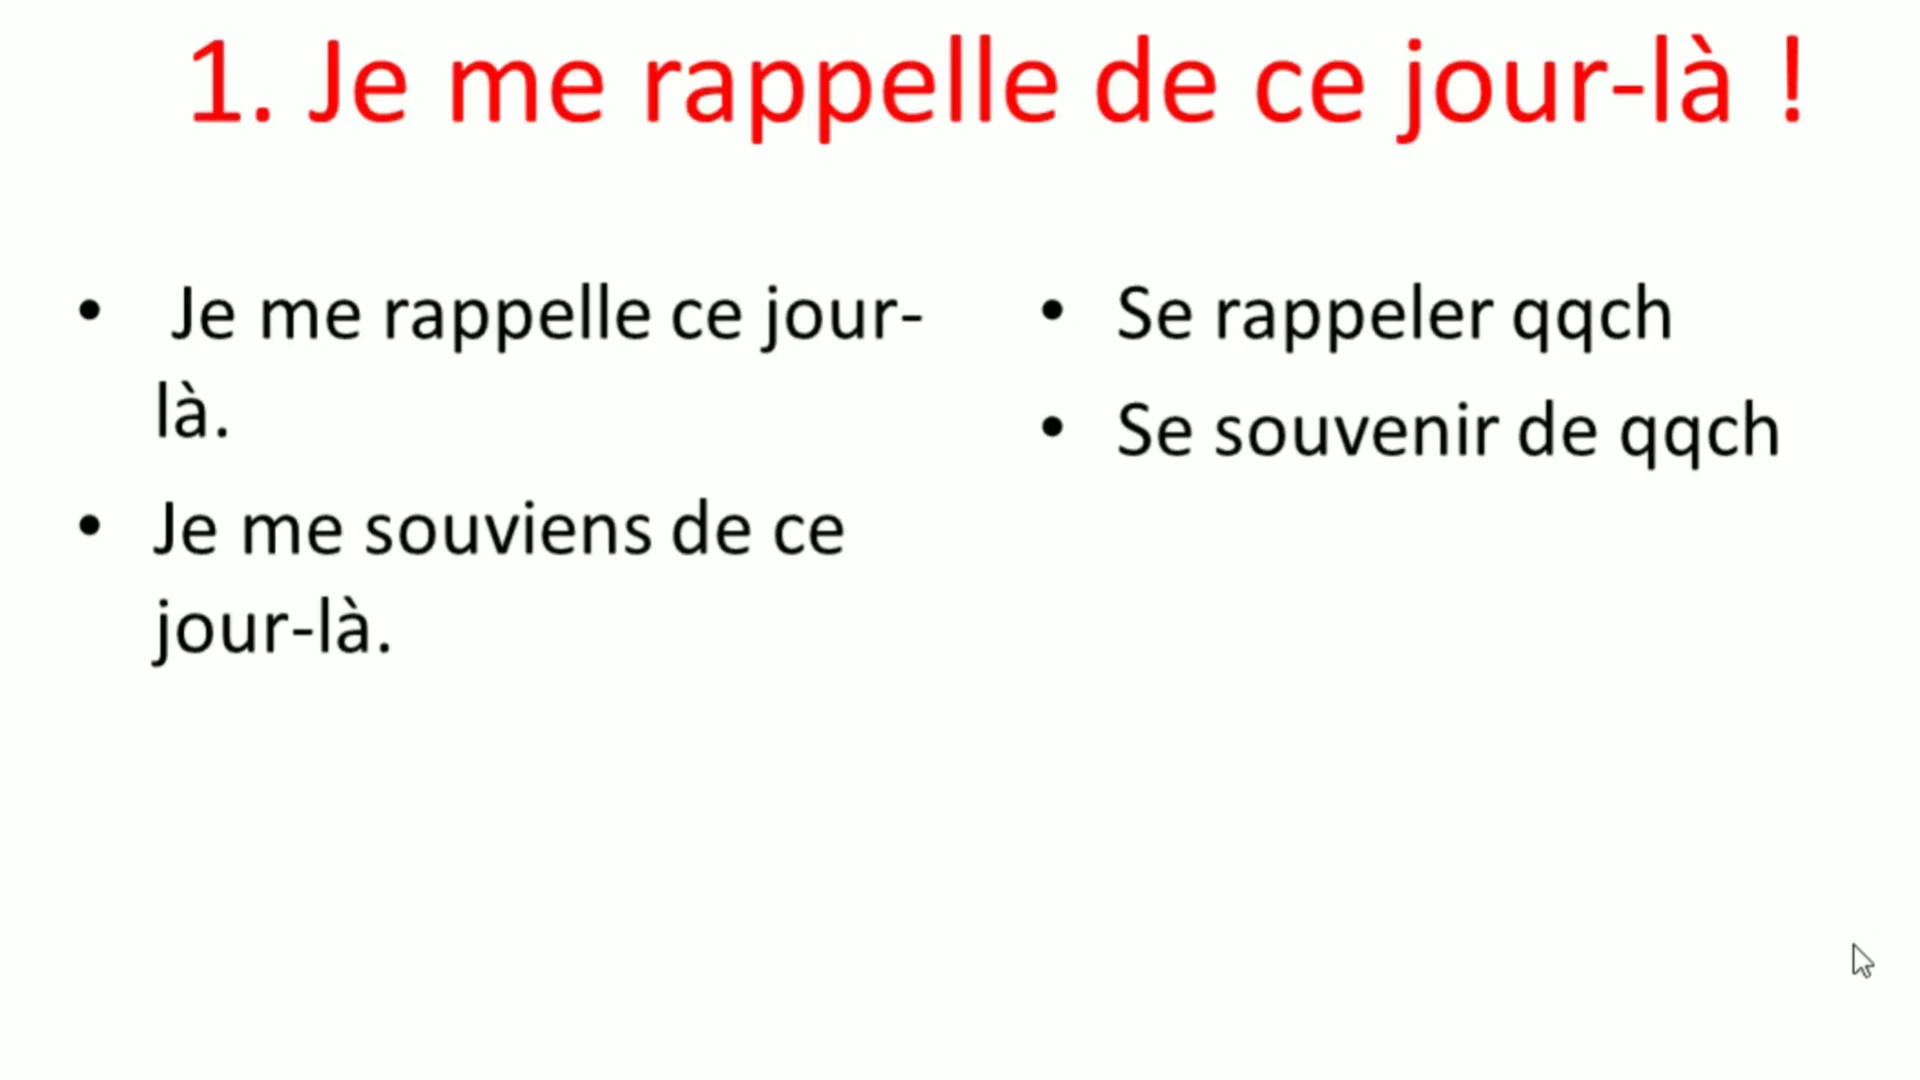 1. Je me rappelle de ce jour-là !
• Je me rappelle ce jour-
là.
• Je me souviens de ce
jour-là.
• Se rappeler qqch
• Se souvenir de qqch